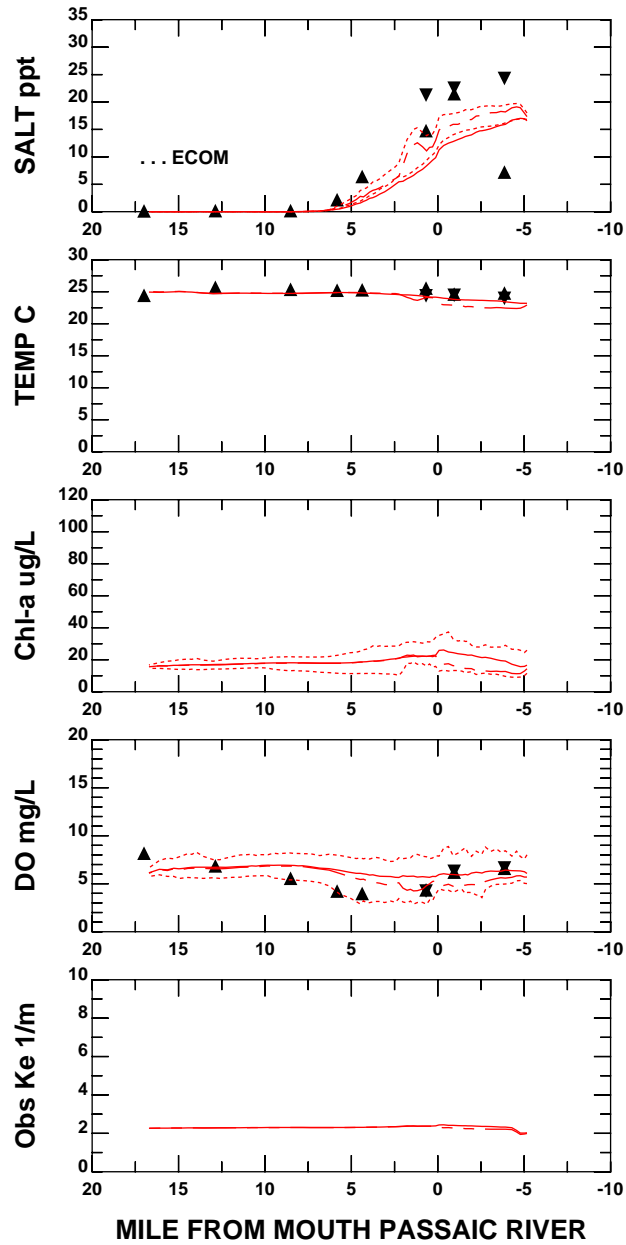 SALT ppt
35
30
25
20
15
10
5
0
. . . ECOM
20 15 10 5 0 -5 -10
TEMP C
30
25
20
15
10
5
0
20 15 10 5 0 -5 -10
Chl-a ug/L
120
100
80
60
40
20
0
20 15 10 5 0 -5 -10
DO mg/L
20
15
10
5
0
20 15 10 5 0 -5 -10
Obs Ke 1/m
10
8
6
4
2
0
20 15 10 5 0 -5 -10
MILE FROM MOUTH PASSAIC RIVER